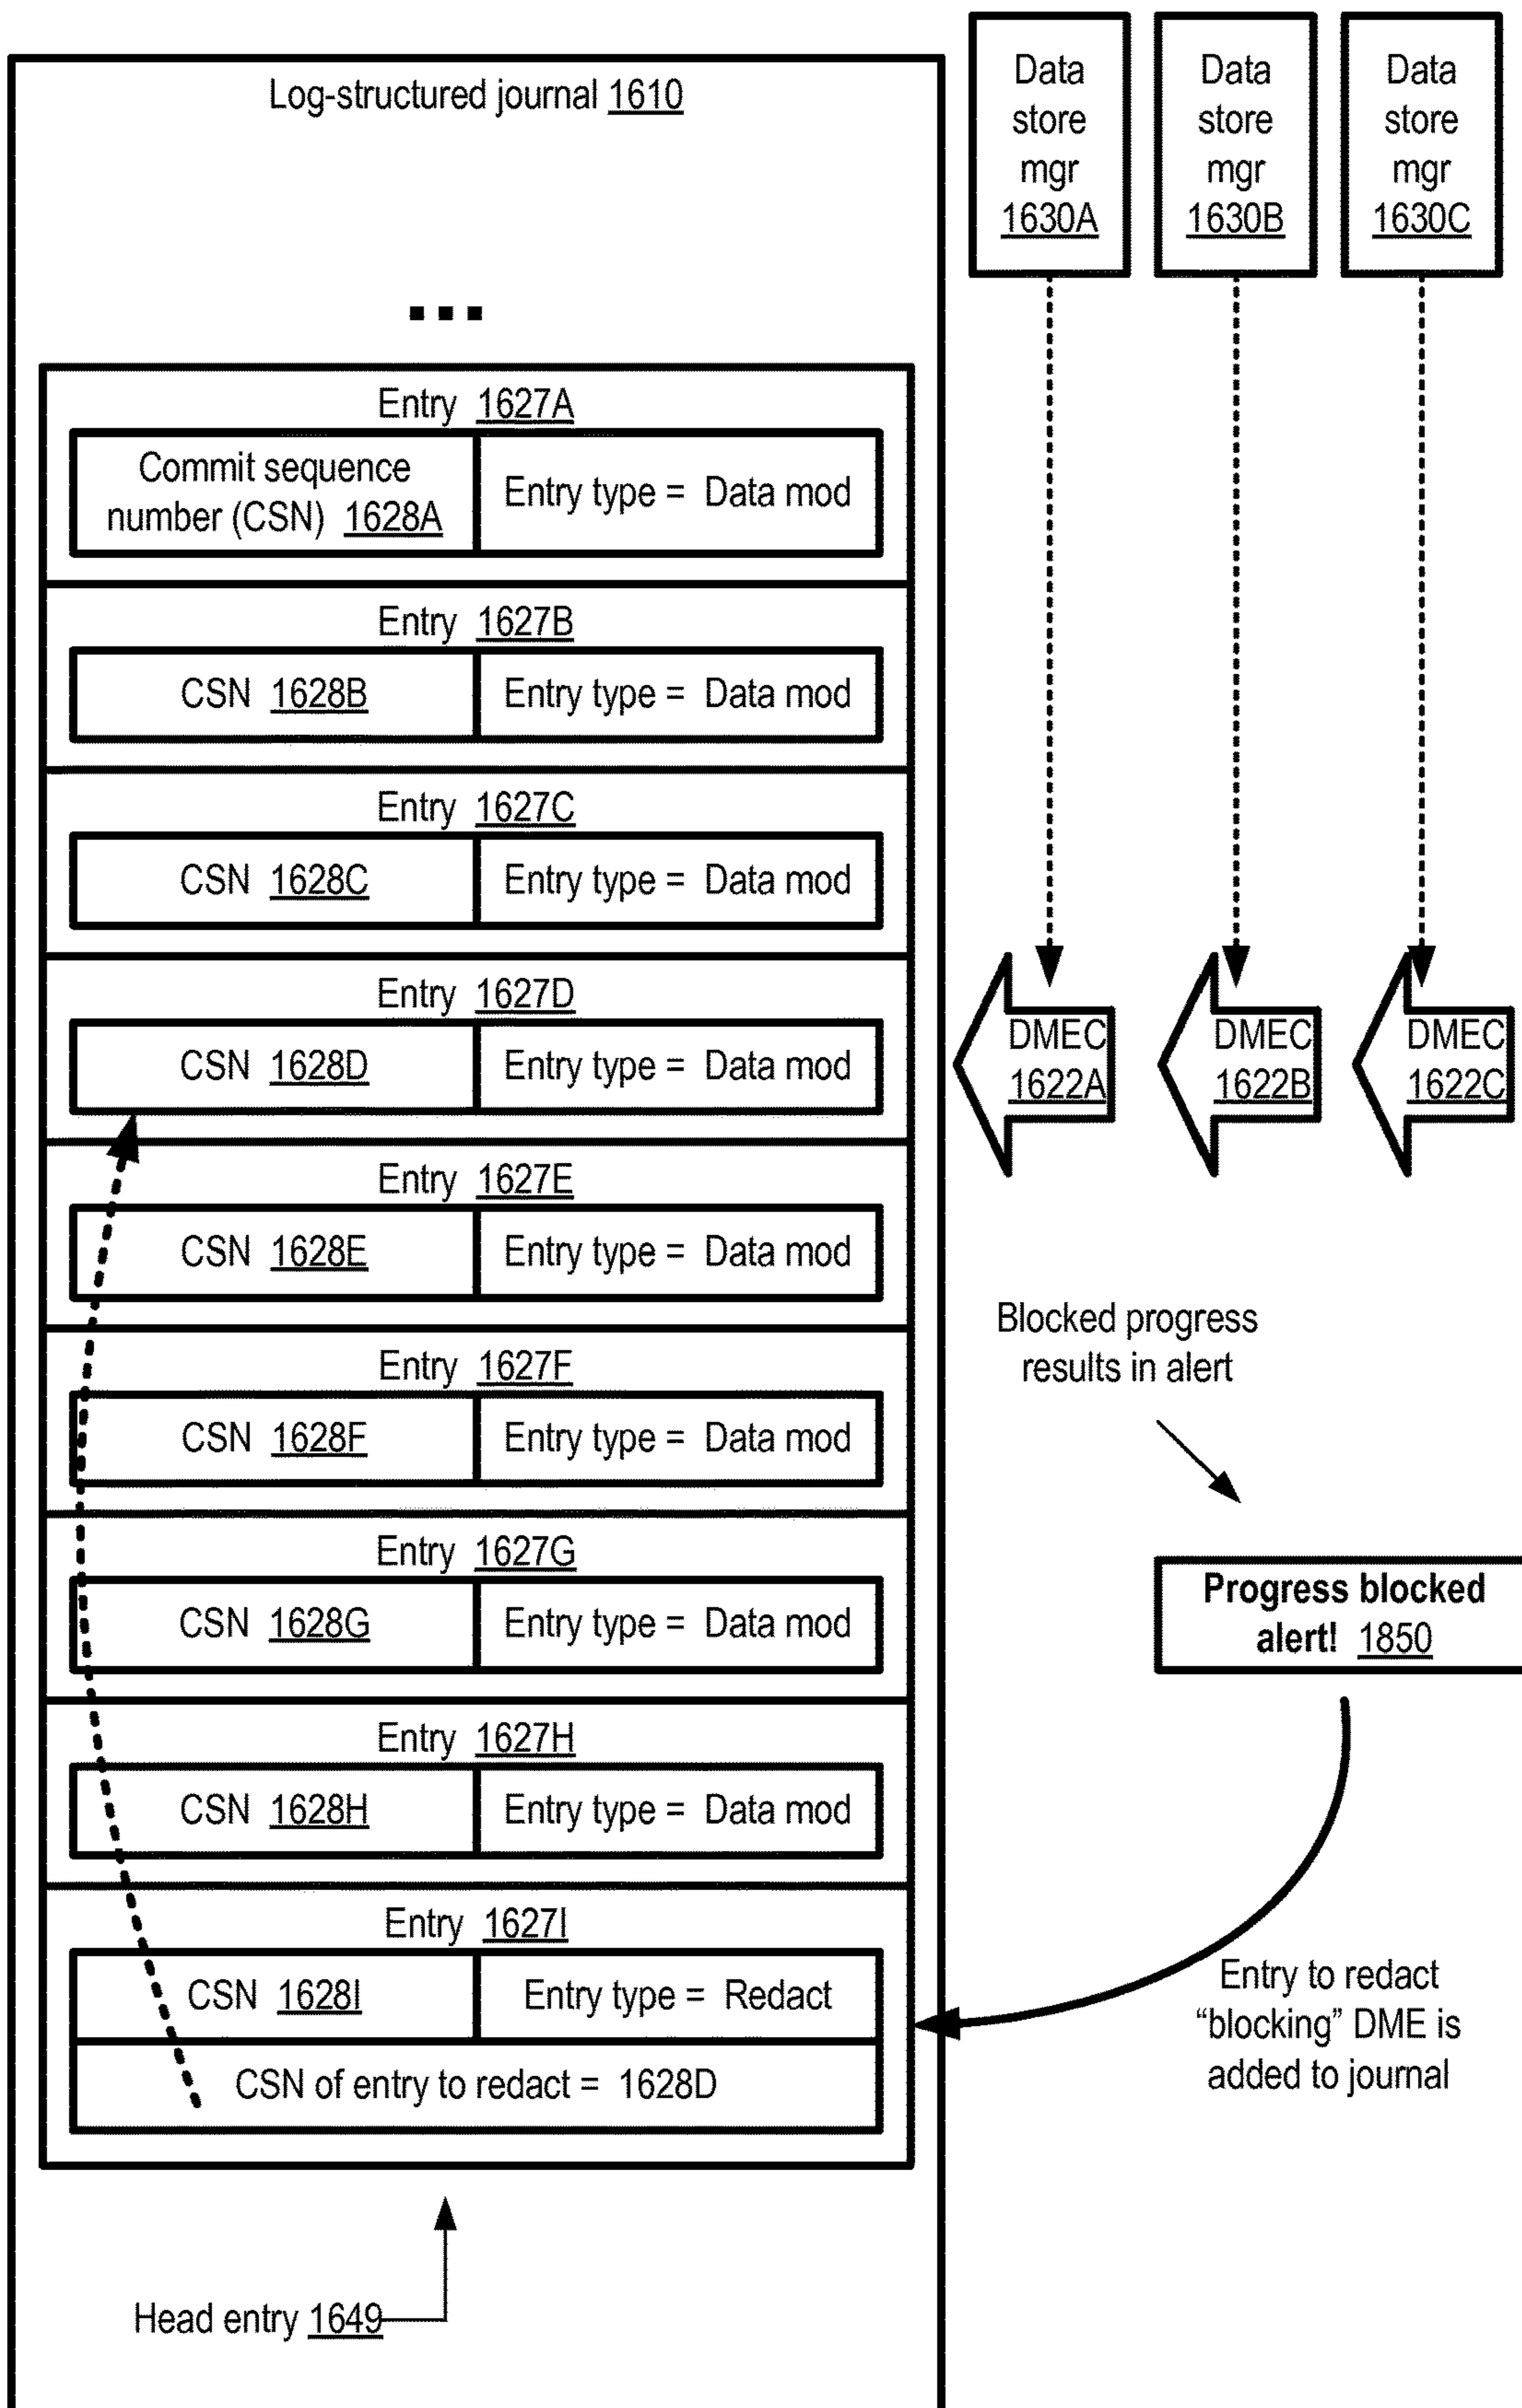 Log-structured journal 1610
Data
store
mgr
1630A
Data
store
mgr
1630B
Data
store
mgr
1630C
Entry 1627A
Commit sequence
number (CSN) 1628A
Entry type = Data mod
Entry 1627B
CSN 1628B
Entry type = Data mod
Entry 1627C
CSN 1628C
Entry type = Data mod
Entry 1627D
CSN 1628D
Entry type = Data mod
DMEC
1622A
DMEC
1622B
DMEC
1622C
Entry 1627E
CSN 1628E
Entry type = Data mod
Blocked progress
results in alert
Entry 1627F
CSN 1628F
Entry type = Data mod
Entry 1627G
CSN 1628G
Entry type = Data mod
Progress blocked
alert! 1850
Entry 1627H
CSN 1628H
Entry type = Data mod
Entry 1627I
CSN 1628I
Entry type = Redact
CSN of entry to redact = 1628D
Entry to redact
“blocking” DME is
added to journal
Head entry 1649